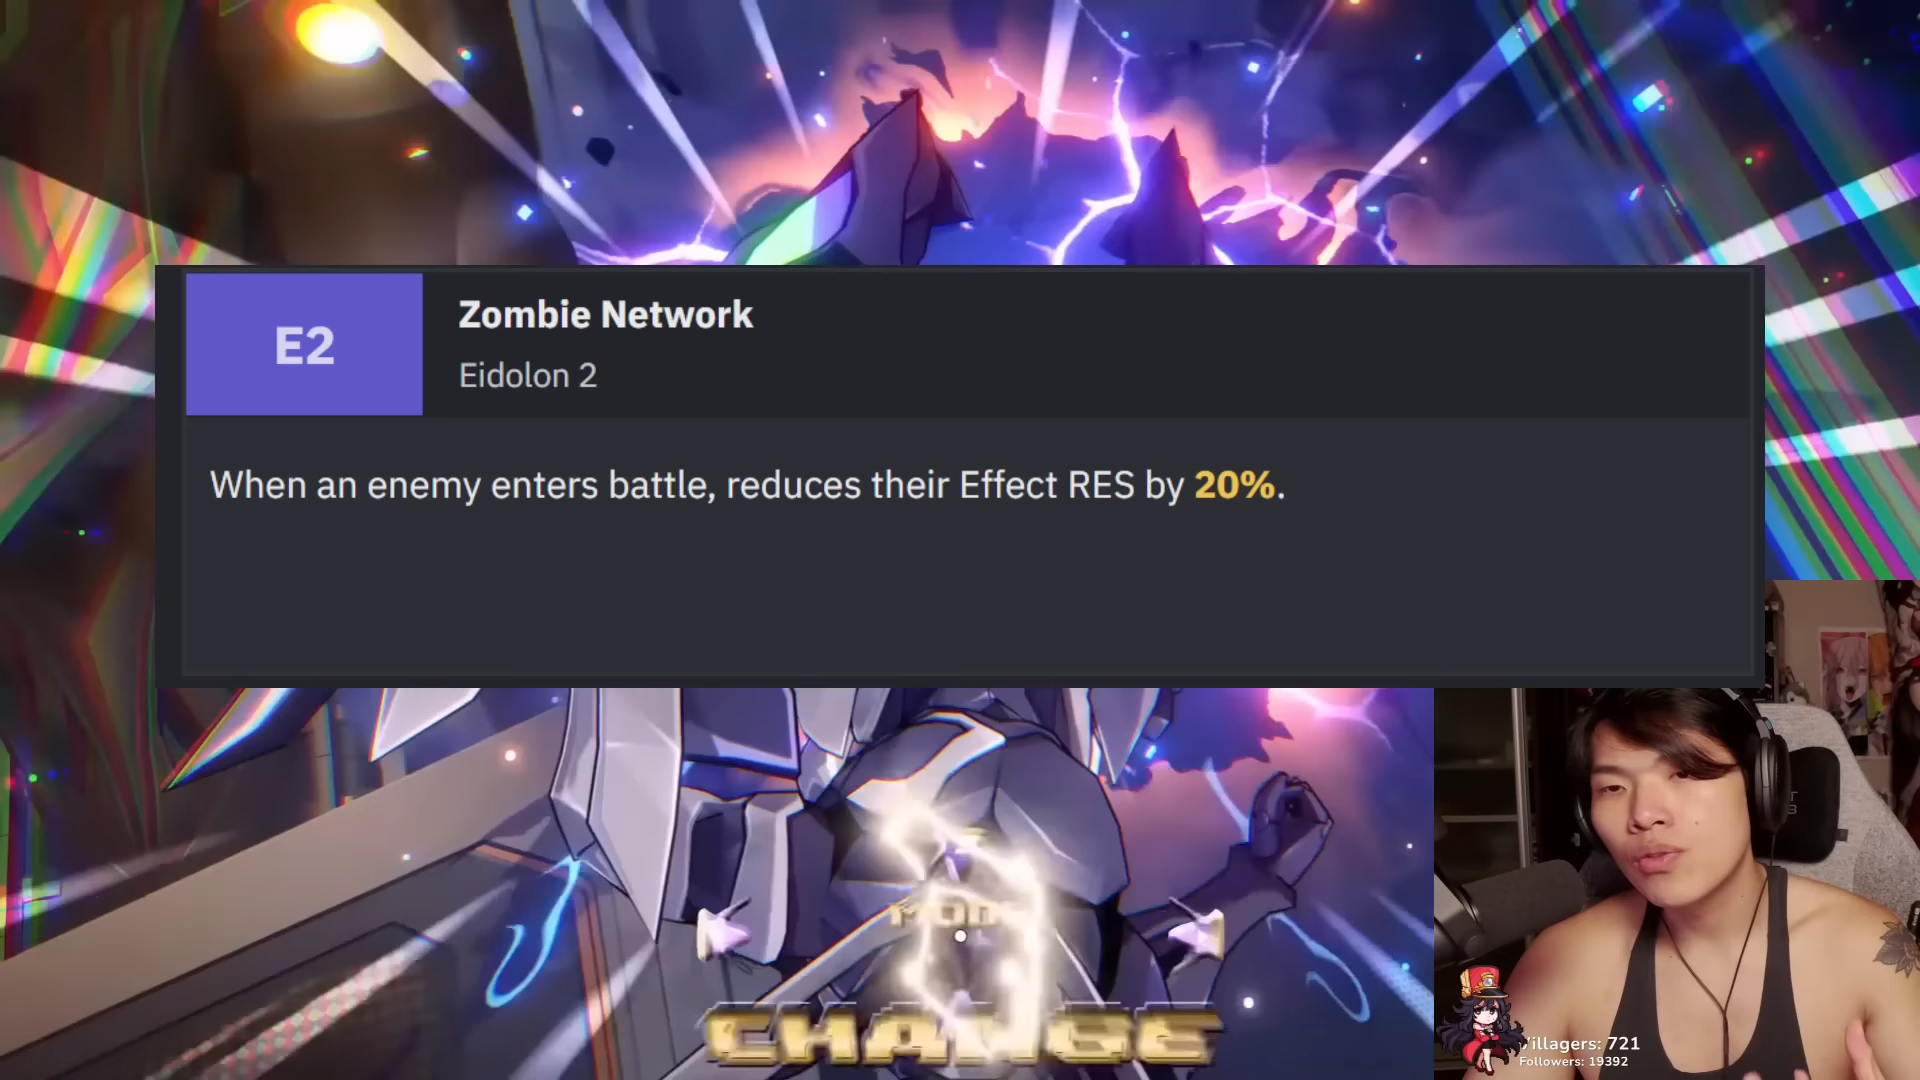 E2
Zombie Network
Eidolon 2
When an enemy enters battle, reduces their Effect RES by 20%.
CHANGE
Villagers: 721
Followers: 19392